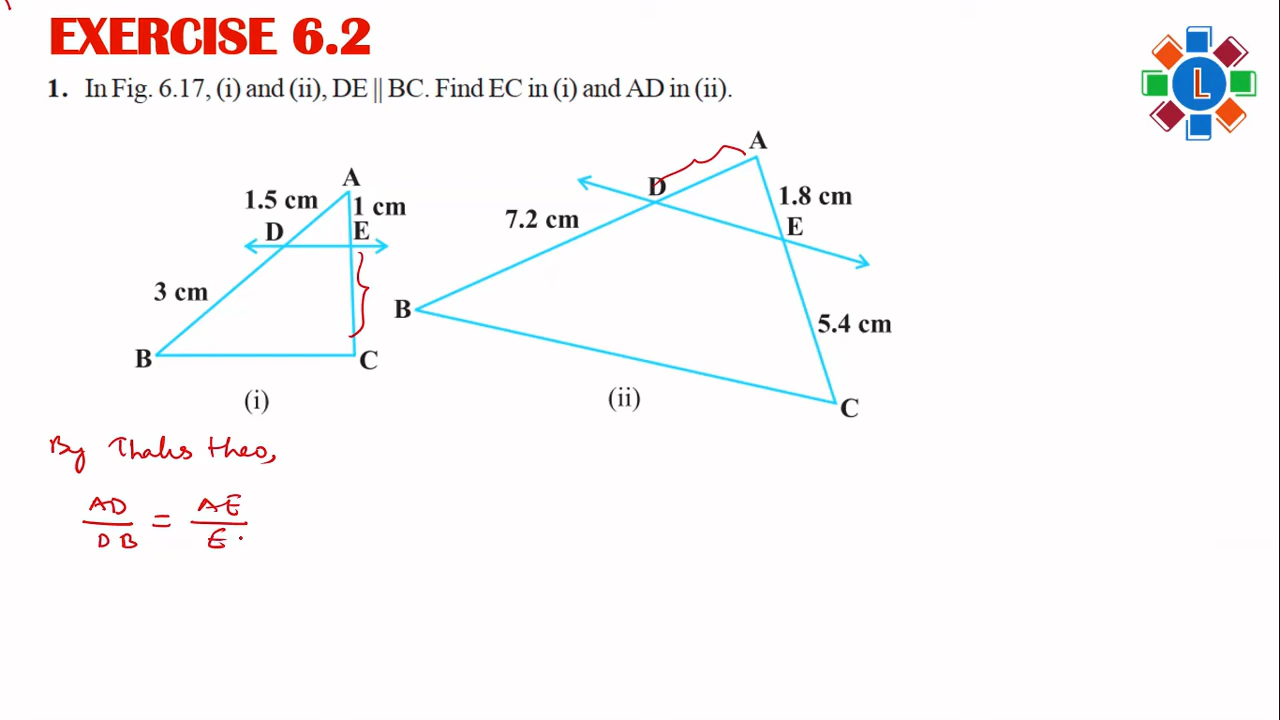 EXERCISE 6.2
L
1. In Fig. 6.17, (i) and (ii), DE || BC. Find EC in (i) and AD in (ii).
A
1.5 cm
1 cm
D
E
3 cm
B
C
(i)
A
D
1.8 cm
7.2 cm
E
B
5.4 cm
C
(ii)
By Thales theo,
AD/DB = AE/E